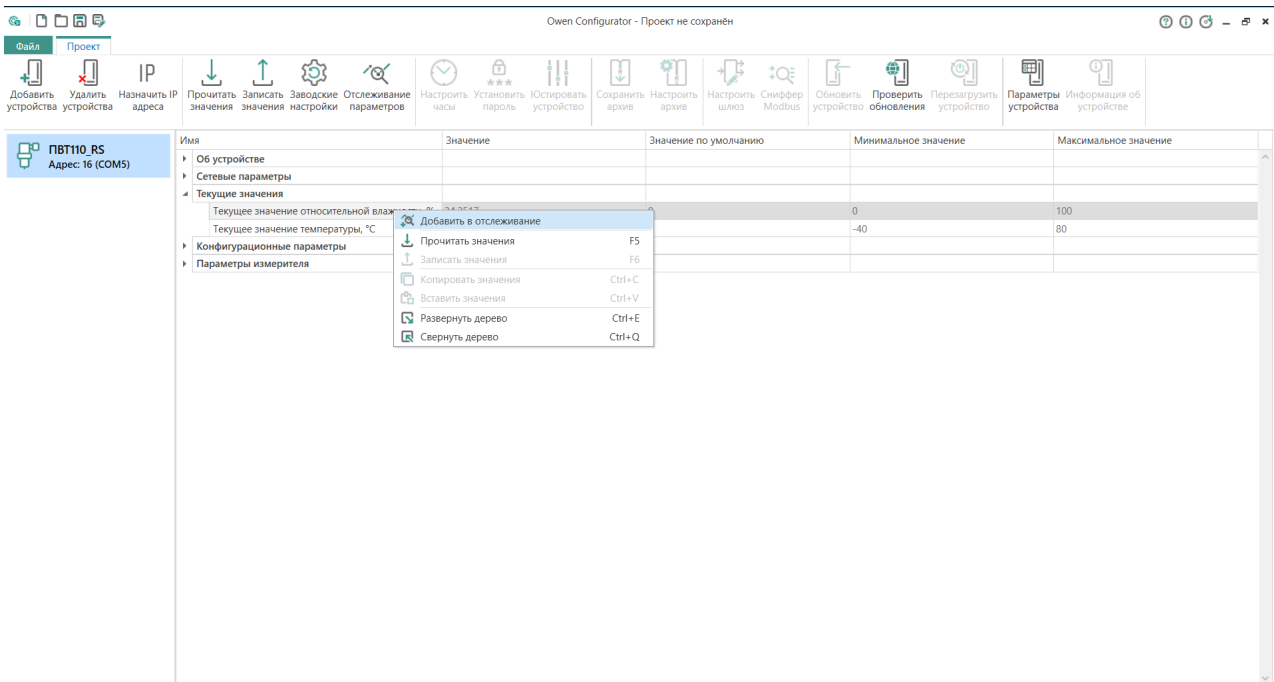 Owen Configurator - Проект не сохранён
Файл Проект
Добавить устройства
Удалить устройства
Назначить IP адреса
Прочитать значения
Записать значения
Заводские настройки
Отслеживание параметров
Настроить часы
Установить пароль
Юстировать устройство
Сохранить архив
Настроить архив
Настроить шлюз
Сниффер Modbus
Обновить устройство
Проверить обновления
Перезагрузить устройство
Параметры устройства
Информация об устройстве
IP
***
ПВТ110_RS
Адрес: 16 (COM5)
Имя Значение Значение по умолчанию Минимальное значение Максимальное значение
Об устройстве
Сетевые параметры
Текущие значения
Текущее значение относительной 0 100
Текущее значение температуры, °C -40 80
Конфигурационные параметры
Параметры измерителя
Добавить в отслеживание
Прочитать значения F5
Записать значения F6
Копировать значения Ctrl+C
Вставить значения Ctrl+V
Развернуть дерево Ctrl+E
Свернуть дерево Ctrl+Q